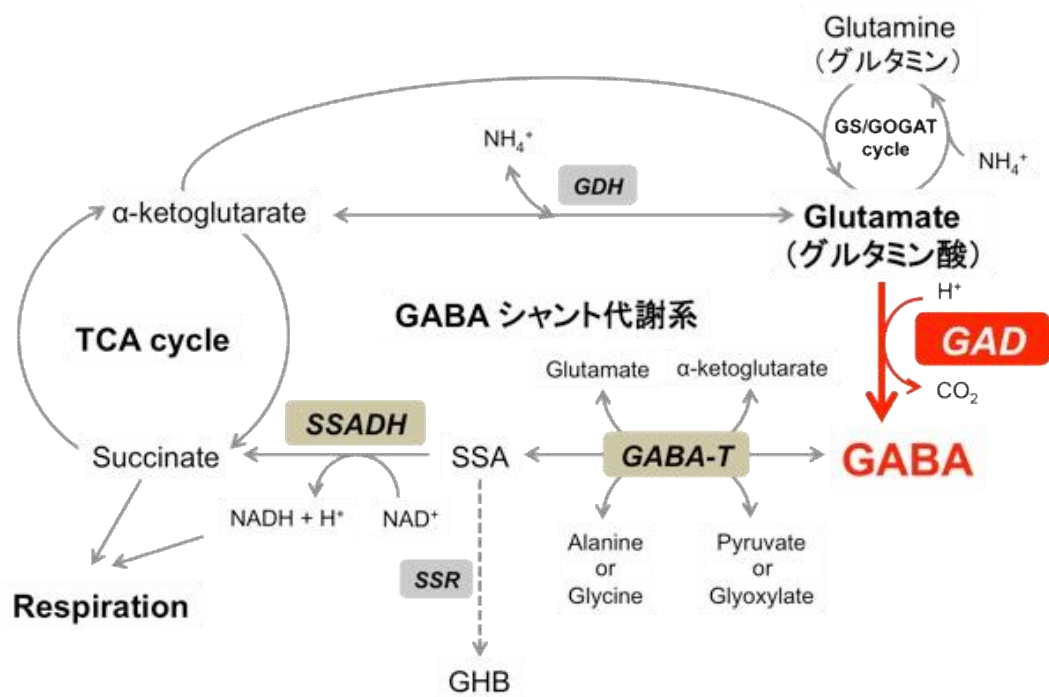 Glutamine
（グルタミン）
GS/GOGAT
cycle
NH₄⁺
NH₄⁺
GDH
α-ketoglutarate
Glutamate
（グルタミン酸）
H⁺
GABA シャント代謝系
TCA cycle
GAD
Glutamate
α-ketoglutarate
CO₂
SSADH
Succinate
SSA
GABA-T
GABA
NADH + H⁺
NAD⁺
Alanine
or
Glycine
Pyruvate
or
Glyoxylate
SSR
Respiration
GHB